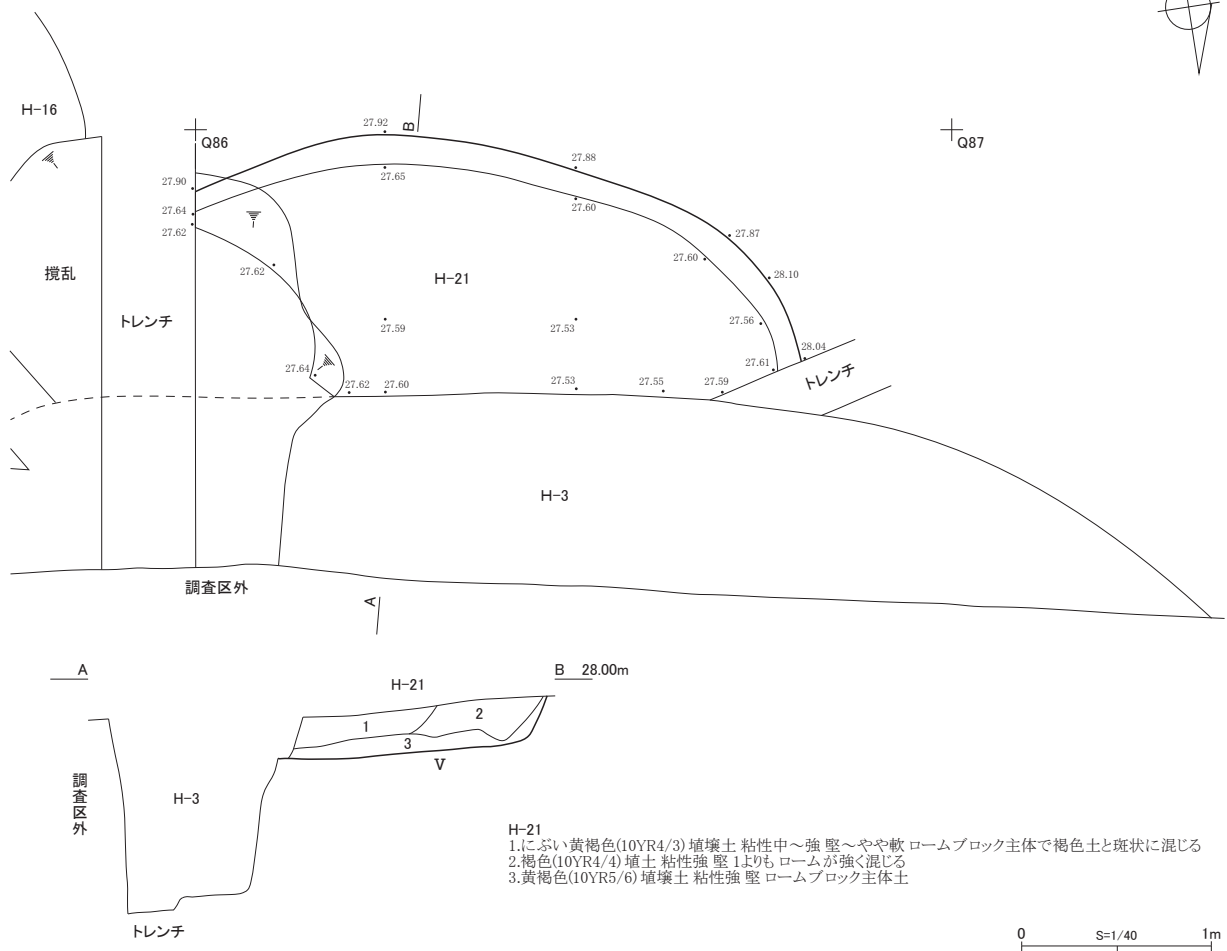 H-16
Q86
27.92
B
Q87
27.88
27.90
27.65
27.64
27.60
27.62
27.87
27.62
27.60
撹乱
H-21
28.10
トレンチ
27.59
27.53
27.56
28.04
27.64
27.61
トレンチ
27.62
27.60
27.53
27.55
27.59
H-3
調査区外
A
A
B 28.00m
H-21
1
2
3
V
調査区外
H-3
トレンチ
H-21
1.にぶい黄褐色(10YR4/3) 埴壌土 粘性中~強 堅~やや軟 ロームブロック主体で褐色土と斑状に混じる
2.褐色(10YR4/4) 埴土 粘性強 堅 1よりも ロームが強く混じる
3.黄褐色(10YR5/6) 埴壌土 粘性強 堅 ロームブロック主体土
0 S=1/40 1m